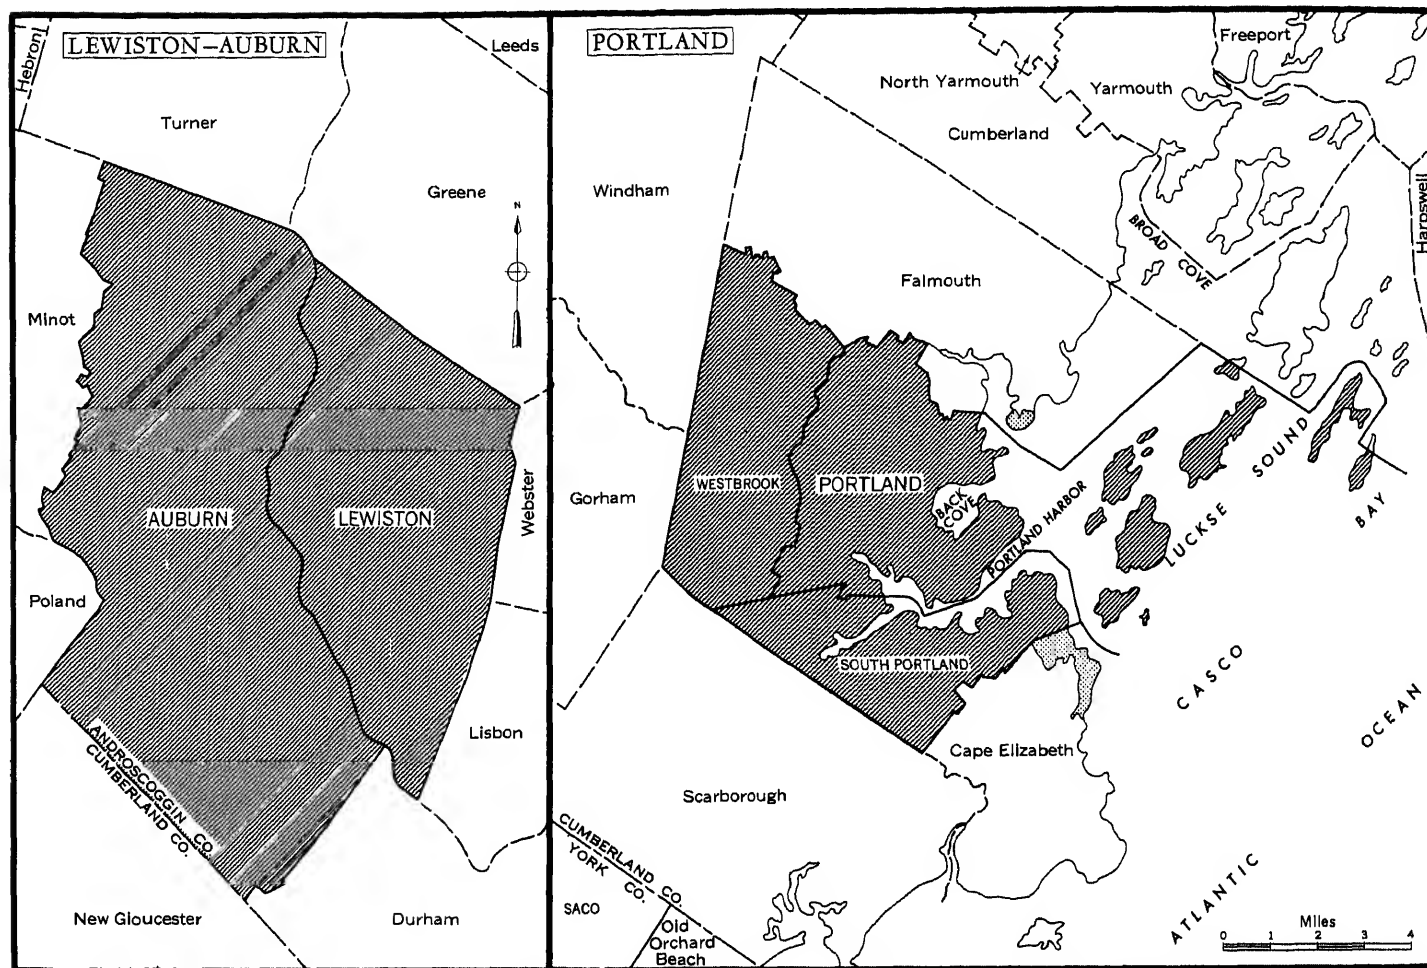 LEWISTON–AUBURN
Hebron
Leeds
Turner
Greene
N
Minot
Webster
AUBURN
LEWISTON
Poland
Lisbon
ANDROSCOGGIN CO.
CUMBERLAND CO.
New Gloucester
Durham
PORTLAND
Freeport
North Yarmouth
Yarmouth
Cumberland
Windham
Harpswell
BROAD COVE
Falmouth
WESTBROOK
PORTLAND
BACK
COVE
PORTLAND HARBOR
LUCKSE SOUND
Gorham
SOUTH PORTLAND
CASCO BAY
Cape Elizabeth
Scarborough
ATLANTIC OCEAN
CUMBERLAND CO.
YORK CO.
SACO
Old
Orchard
Beach
Miles
0 1 2 3 4